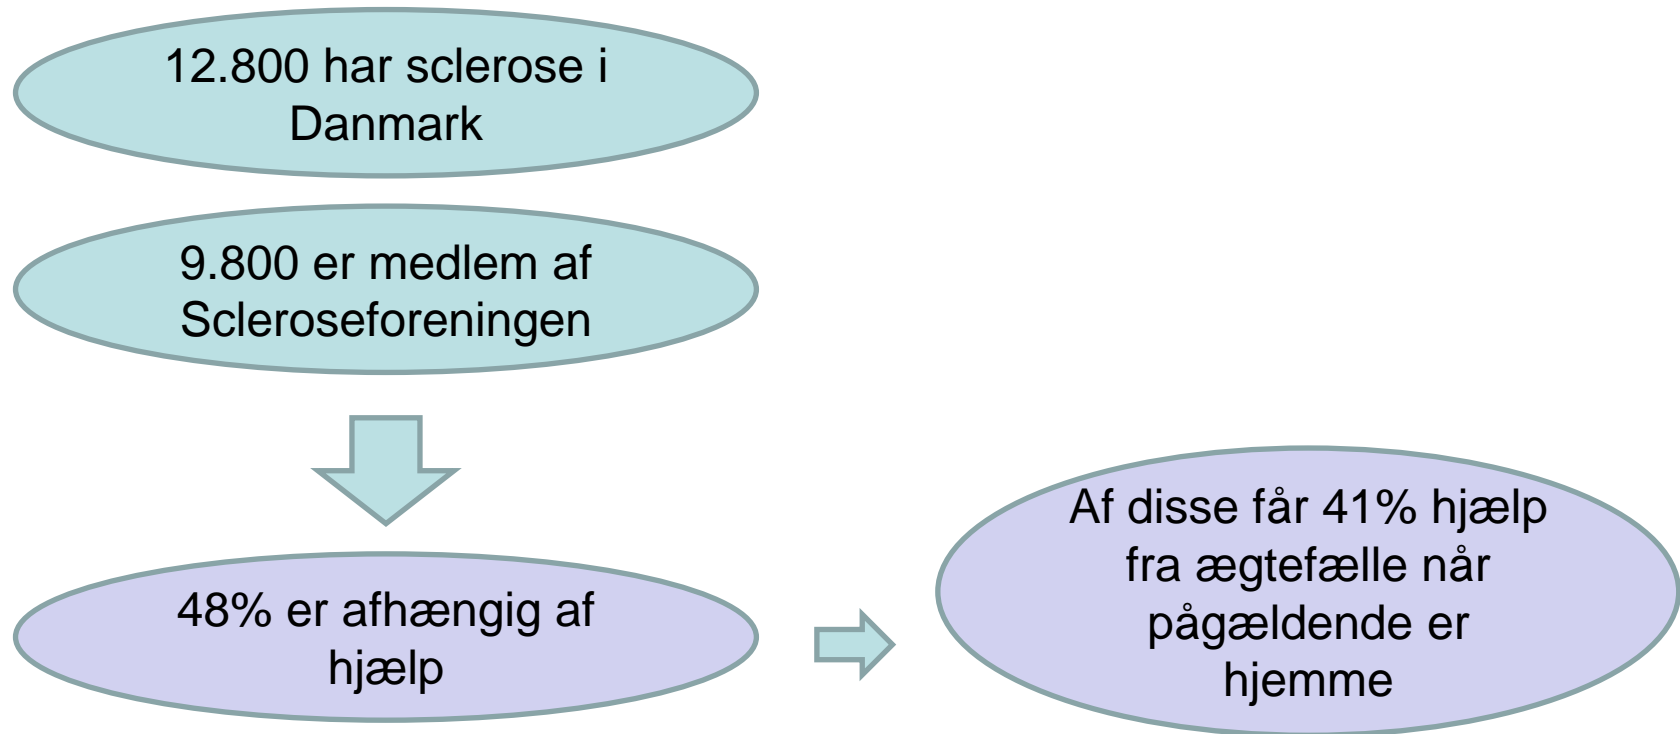 12.800 har sclerose i
Danmark
9.800 er medlem af
Scleroseforeningen
48% er afhængig af
hjælp
Af disse får 41% hjælp
fra ægtefælle når
pågældende er
hjemme